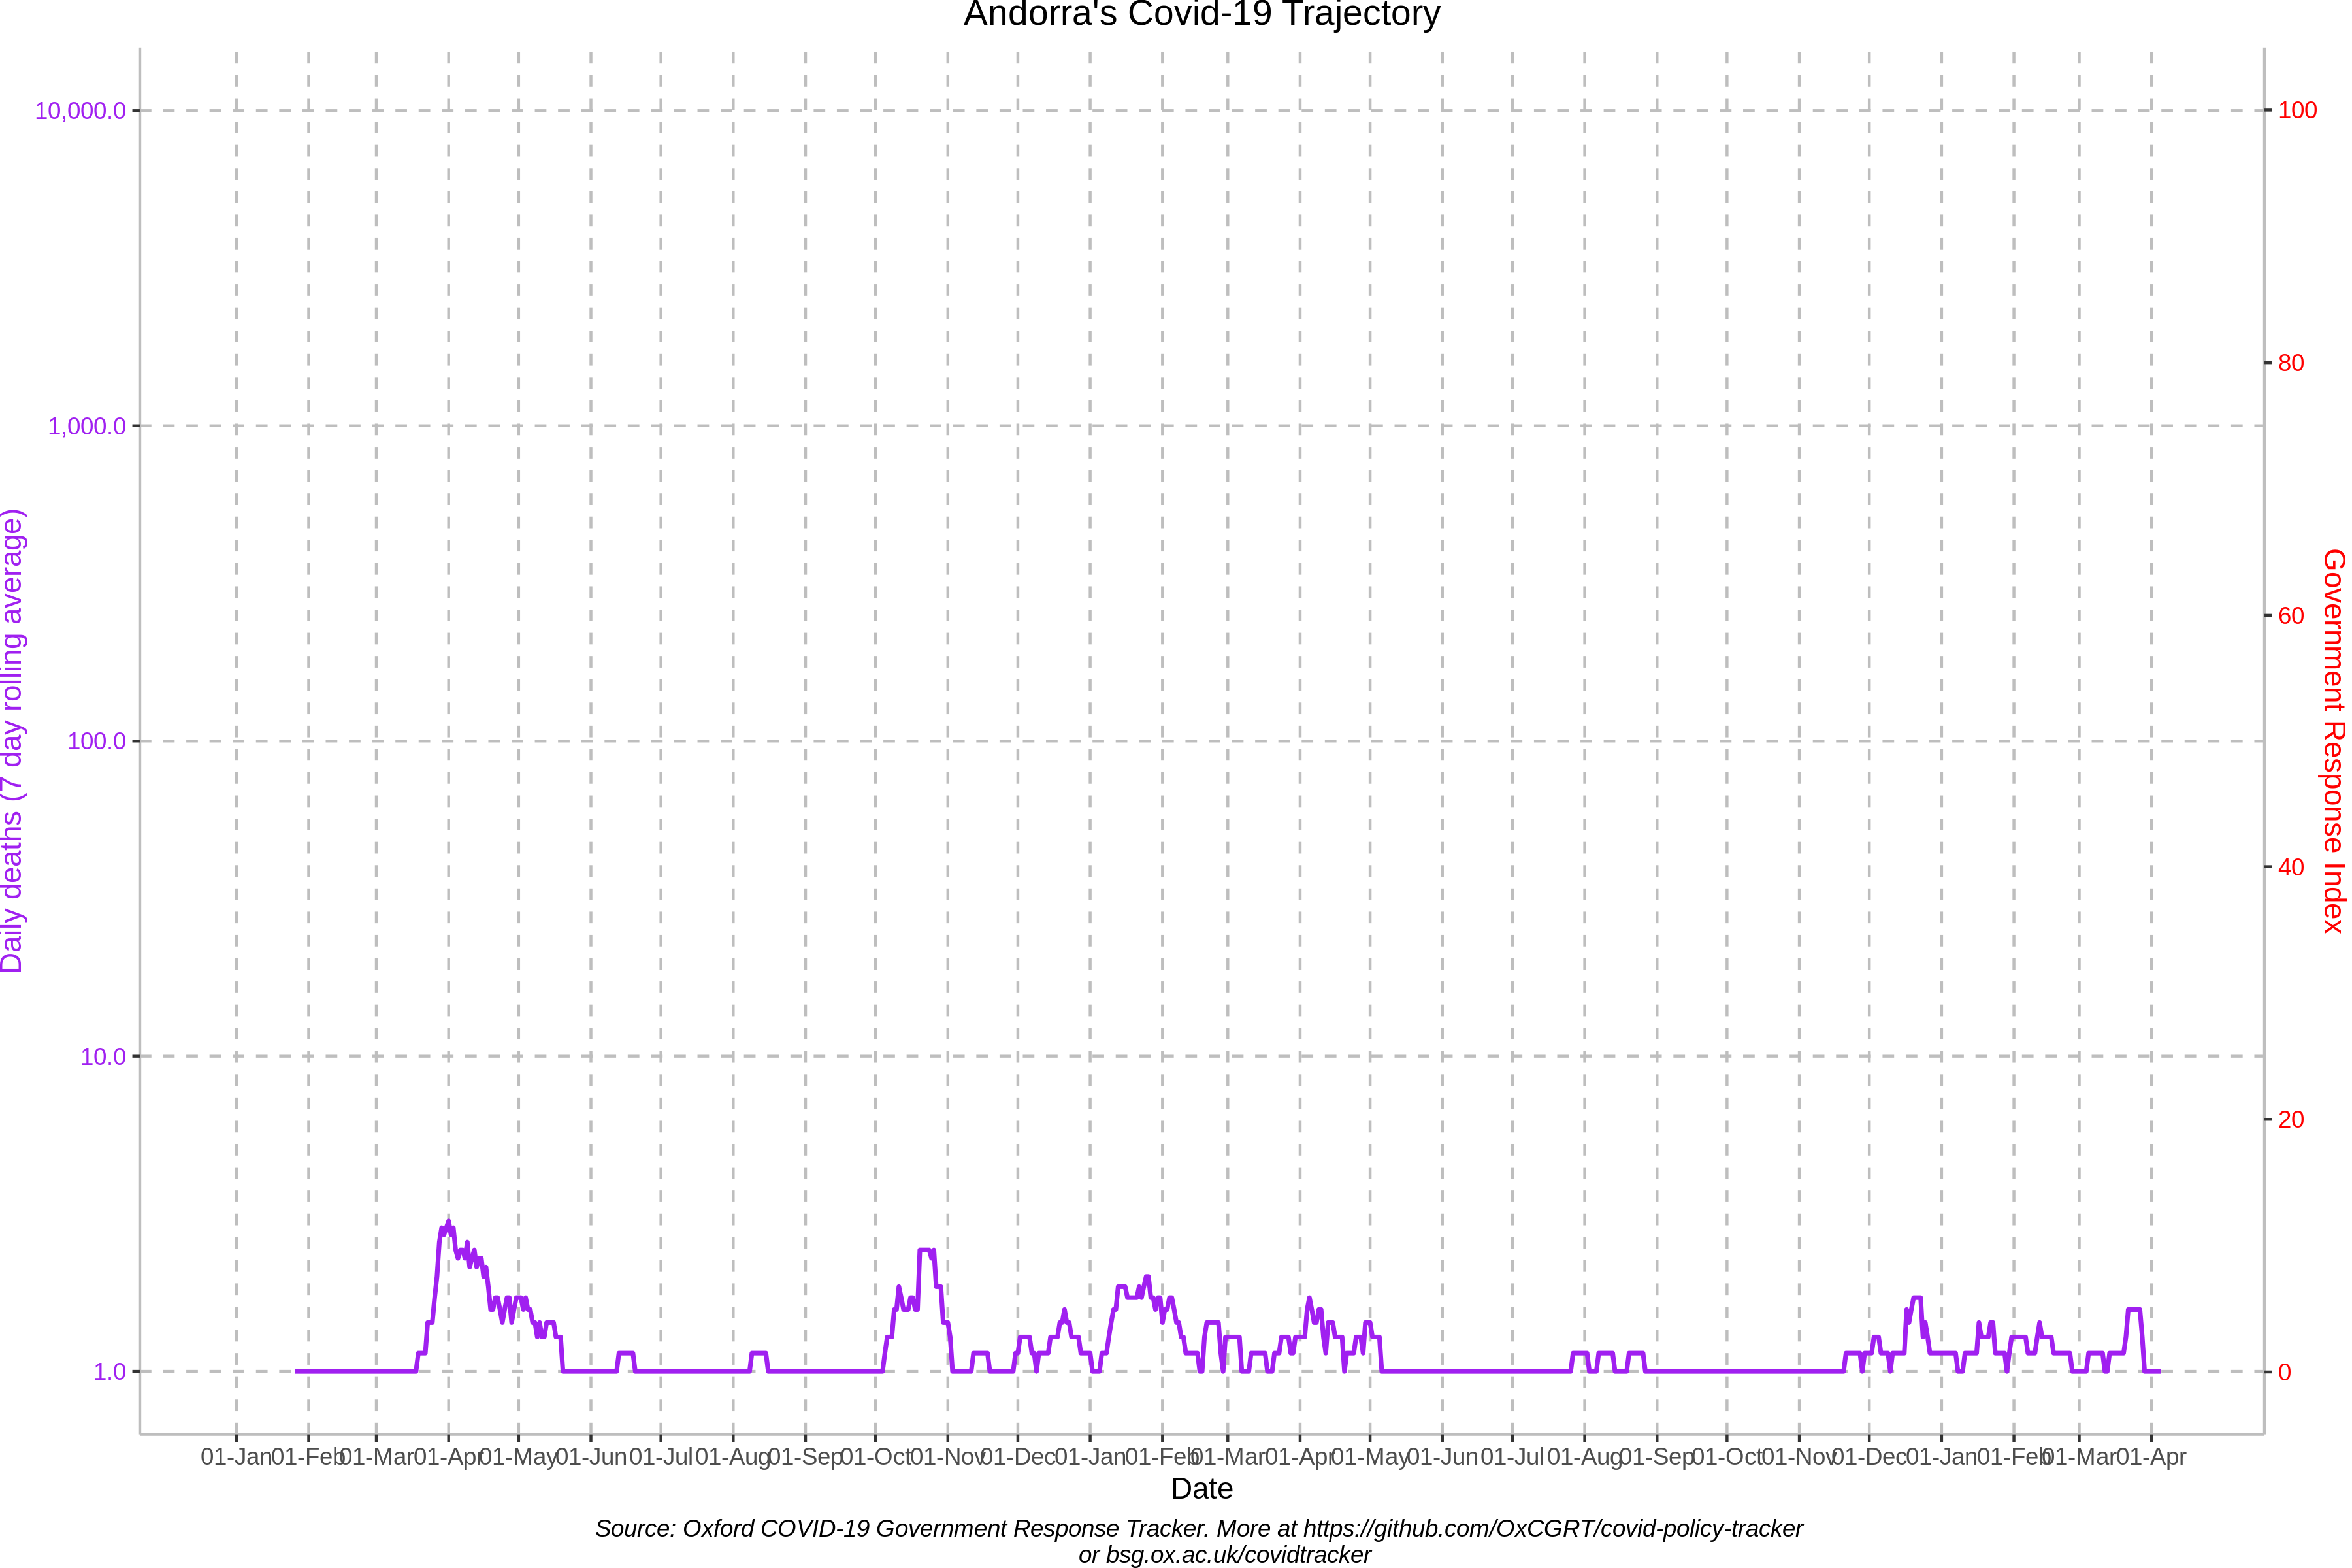 Andorra's Covid-19 Trajectory
10,000.0
1,000.0
100.0
10.0
1.0
Daily deaths (7 day rolling average)
100
80
60
40
20
0
Government Response Index
01-Jan 01-Feb 01-Mar 01-Apr 01-May 01-Jun 01-Jul 01-Aug 01-Sep 01-Oct 01-Nov 01-Dec 01-Jan 01-Feb 01-Mar 01-Apr 01-May 01-Jun 01-Jul 01-Aug 01-Sep 01-Oct 01-Nov 01-Dec 01-Jan 01-Feb 01-Mar 01-Apr
Date
Source: Oxford COVID-19 Government Response Tracker. More at https://github.com/OxCGRT/covid-policy-tracker
or bsg.ox.ac.uk/covidtracker